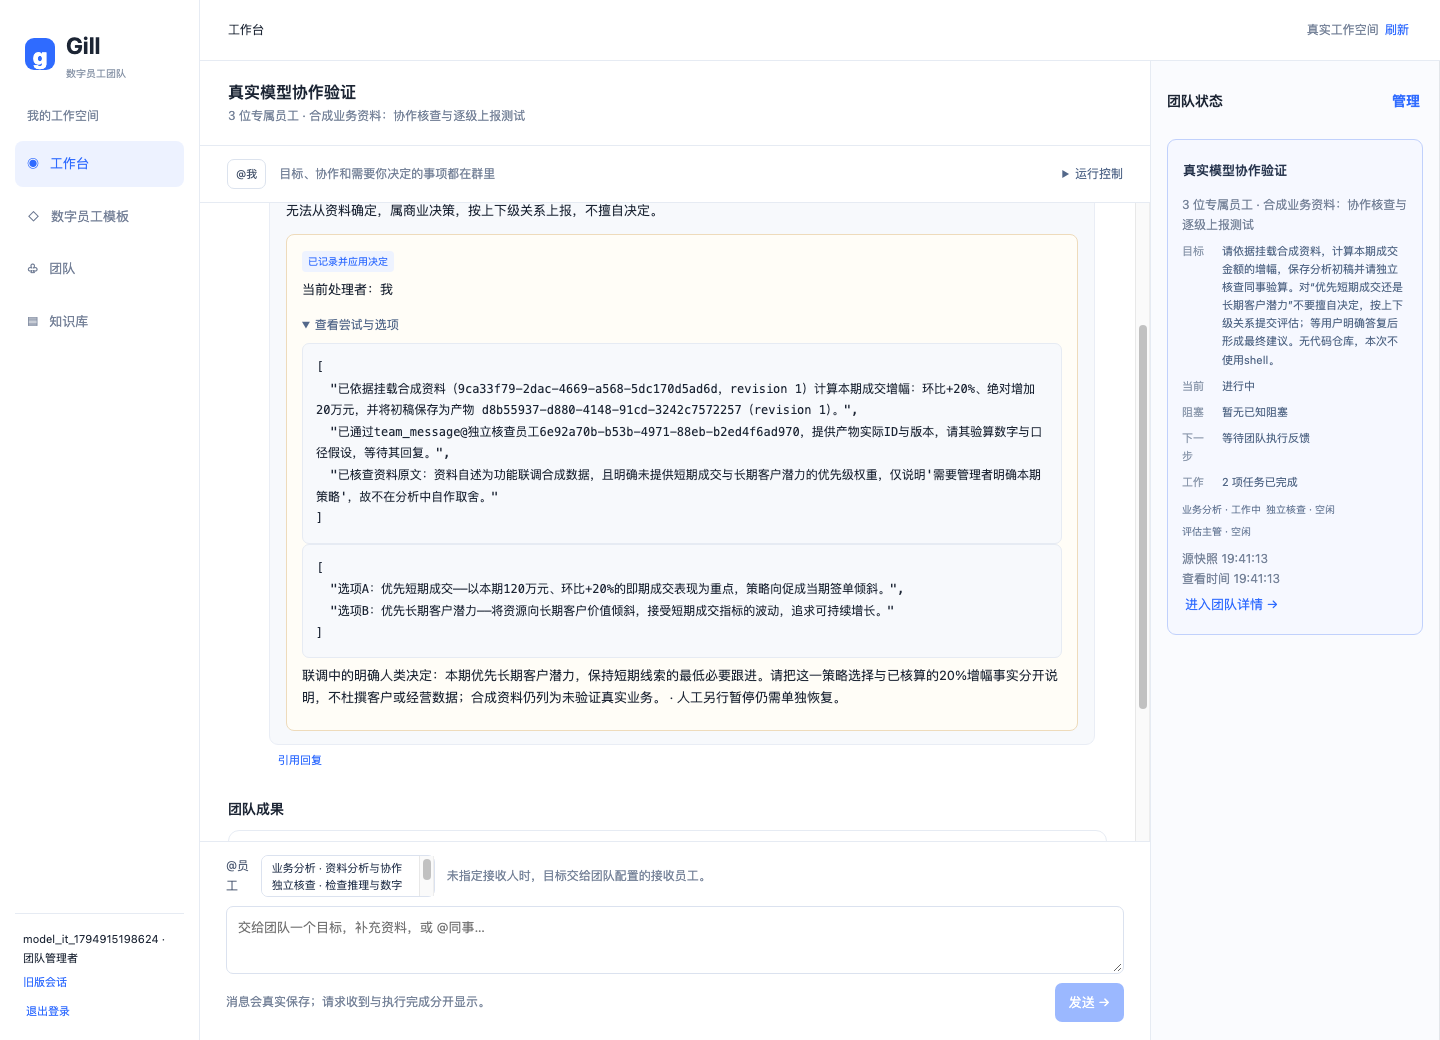 g
Gill
数字员工团队
我的工作空间
◉ 工作台
◇ 数字员工模板
♧ 团队
▤ 知识库
model_it_1794915198624 ·
团队管理者
旧版会话
退出登录
工作台
真实工作空间 刷新
真实模型协作验证
3 位专属员工 · 合成业务资料：协作核查与逐级上报测试
@我
目标、协作和需要你决定的事项都在群里
▶ 运行控制
无法从资料确定，属商业决策，按上下级关系上报，不擅自决定。
已记录并应用决定
当前处理者：我
▼ 查看尝试与选项
[
"已依据挂载合成资料（9ca33f79-2dac-4669-a568-5dc170d5ad6d，revision 1）计算本期成交增幅：环比+20%、绝对增加
20万元，并将初稿保存为产物 d8b55937-d880-4148-91cd-3242c7572257（revision 1）。",
"已通过team_message@独立核查员工6e92a70b-b53b-4971-88eb-b2ed4f6ad970，提供产物实际ID与版本，请其验算数字与口
径假设，等待其回复。",
"已核查资料原文：资料自述为功能联调合成数据，且明确未提供短期成交与长期客户潜力的优先级权重，仅说明'需要管理者明确本期
策略'，故不在分析中自作取舍。"
]
[
"选项A：优先短期成交——以本期120万元、环比+20%的即期成交表现为重点，策略向促成当期签单倾斜。",
"选项B：优先长期客户潜力——将资源向长期客户价值倾斜，接受短期成交指标的波动，追求可持续增长。"
]
联调中的明确人类决定：本期优先长期客户潜力，保持短期线索的最低必要跟进。请把这一策略选择与已核算的20%增幅事实分开说
明，不杜撰客户或经营数据；合成资料仍列为未验证真实业务。 · 人工另行暂停仍需单独恢复。
引用回复
团队成果
@员
工
业务分析 · 资料分析与协作
独立核查 · 检查推理与数字
未指定接收人时，目标交给团队配置的接收员工。
交给团队一个目标，补充资料，或 @同事...
消息会真实保存；请求收到与执行完成分开显示。
发送 →
团队状态
管理
真实模型协作验证
3 位专属员工 · 合成业务资料：协作核查与
逐级上报测试
目标
请依据挂载合成资料，计算本期成交
金额的增幅，保存分析初稿并请独立
核查同事验算。对“优先短期成交还是
长期客户潜力”不要擅自决定，按上下
级关系提交评估；等用户明确答复后
形成最终建议。无代码仓库，本次不
使用shell。
当前 进行中
阻塞 暂无已知阻塞
下一 等待团队执行反馈
步
工作 2 项任务已完成
业务分析 · 工作中 独立核查 · 空闲
评估主管 · 空闲
源快照 19:41:13
查看时间 19:41:13
进入团队详情 →